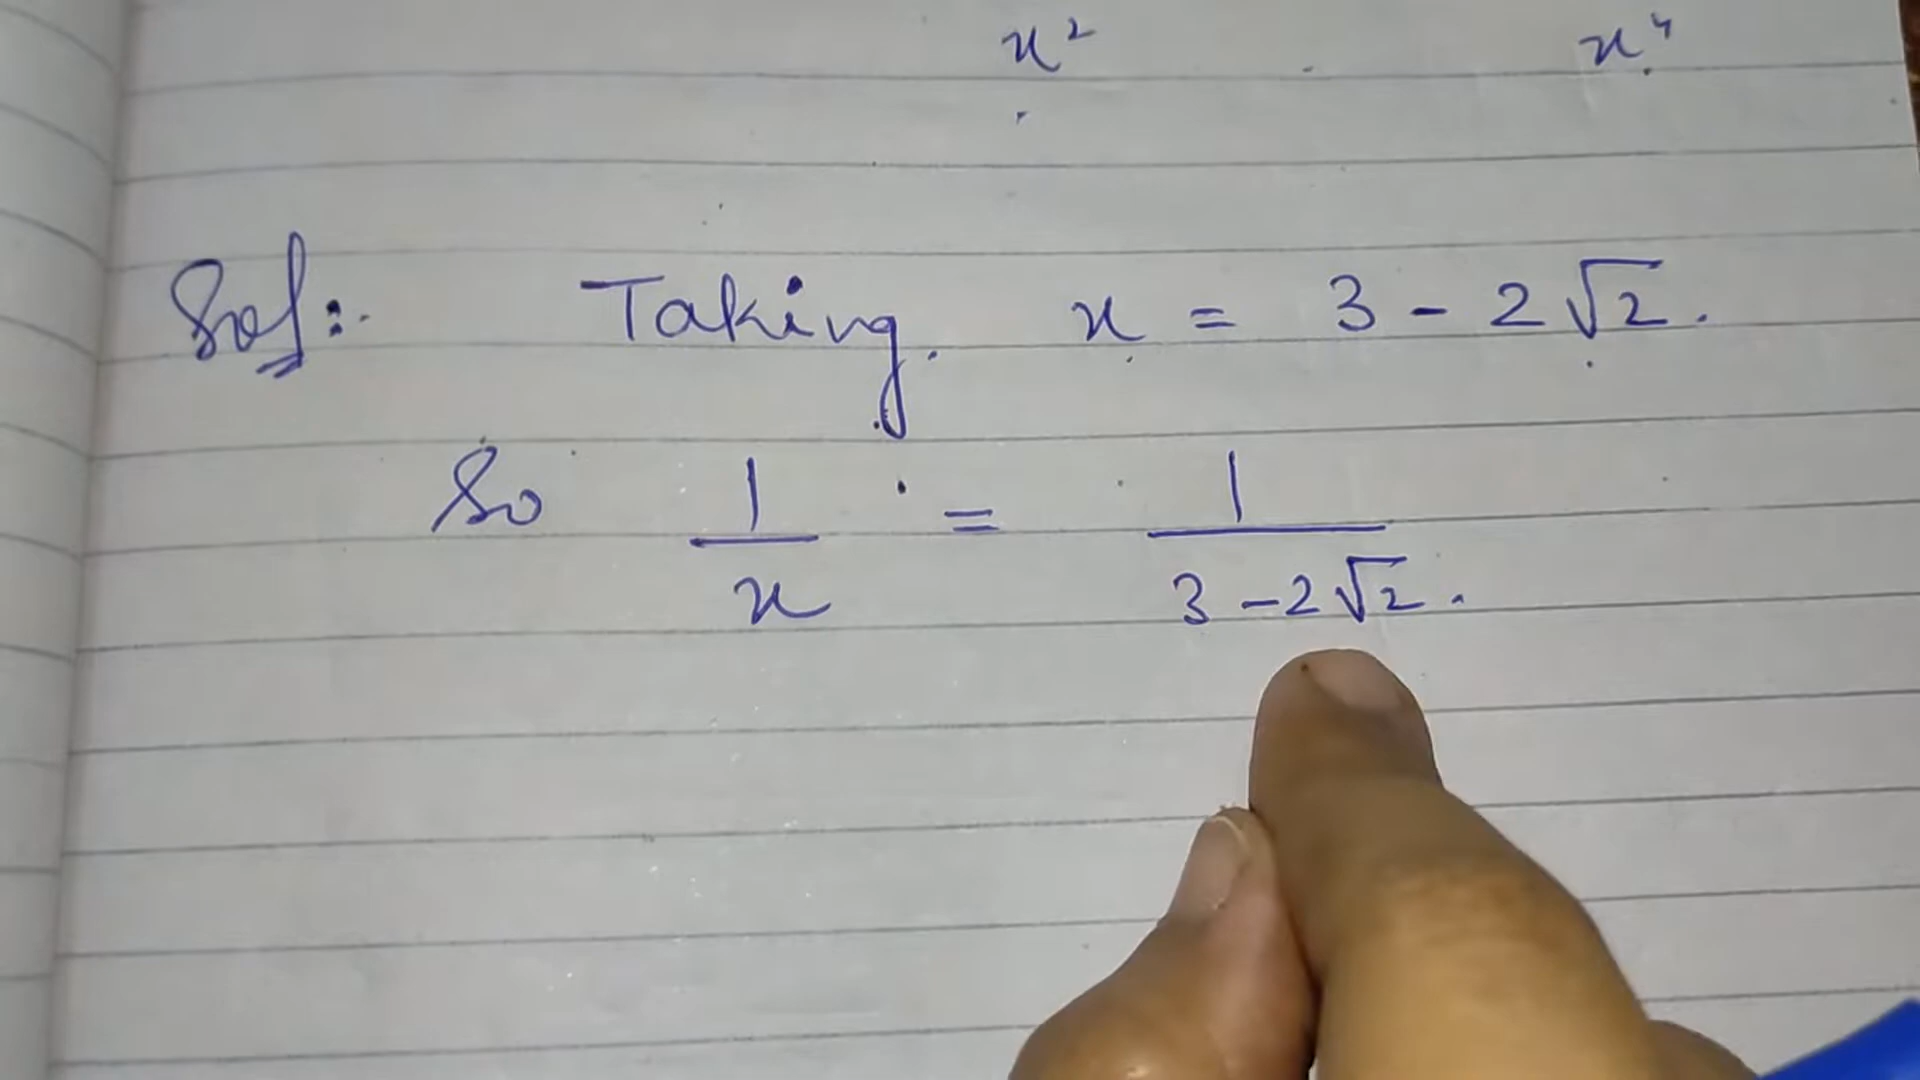 x² x⁴
Sol:- Taking x = 3 - 2√2.
So 1/x = 1/(3 - 2√2).